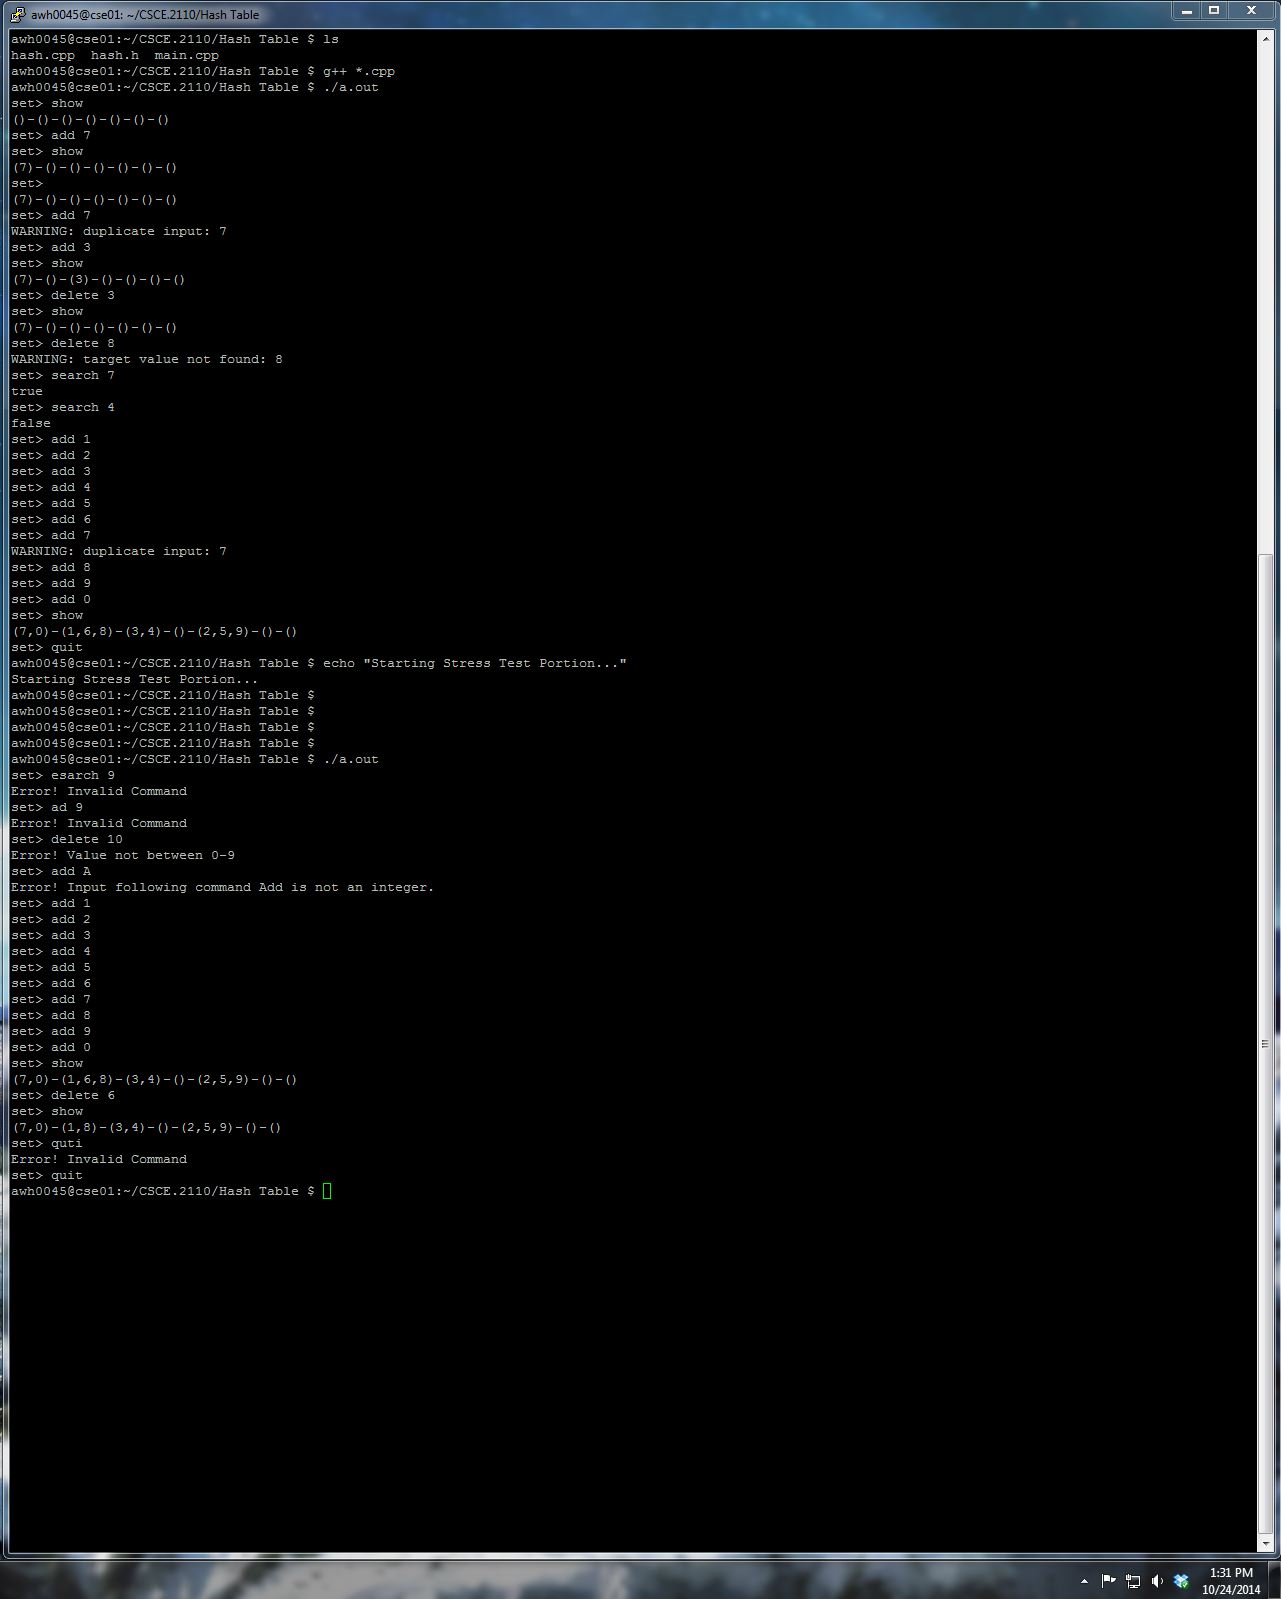 awh0045@cse01: ~/CSCE.2110/Hash Table
awh0045@cse01:~/CSCE.2110/Hash Table $ ls
hash.cpp  hash.h  main.cpp
awh0045@cse01:~/CSCE.2110/Hash Table $ g++ *.cpp
awh0045@cse01:~/CSCE.2110/Hash Table $ ./a.out
set> show
()-()-()-()-()-()-()
set> add 7
set> show
(7)-()-()-()-()-()-()
set>
(7)-()-()-()-()-()-()
set> add 7
WARNING: duplicate input: 7
set> add 3
set> show
(7)-()-(3)-()-()-()-()
set> delete 3
set> show
(7)-()-()-()-()-()-()
set> delete 8
WARNING: target value not found: 8
set> search 7
true
set> search 4
false
set> add 1
set> add 2
set> add 3
set> add 4
set> add 5
set> add 6
set> add 7
WARNING: duplicate input: 7
set> add 8
set> add 9
set> add 0
set> show
(7,0)-(1,6,8)-(3,4)-()-(2,5,9)-()-()
set> quit
awh0045@cse01:~/CSCE.2110/Hash Table $ echo "Starting Stress Test Portion..."
Starting Stress Test Portion...
awh0045@cse01:~/CSCE.2110/Hash Table $
awh0045@cse01:~/CSCE.2110/Hash Table $
awh0045@cse01:~/CSCE.2110/Hash Table $
awh0045@cse01:~/CSCE.2110/Hash Table $
awh0045@cse01:~/CSCE.2110/Hash Table $ ./a.out
set> esearch 9
Error! Invalid Command
set> ad 9
Error! Invalid Command
set> delete 10
Error! Value not between 0-9
set> add A
Error! Input following command Add is not an integer.
set> add 1
set> add 2
set> add 3
set> add 4
set> add 5
set> add 6
set> add 7
set> add 8
set> add 9
set> add 0
set> show
(7,0)-(1,6,8)-(3,4)-()-(2,5,9)-()-()
set> delete 6
set> show
(7,0)-(1,8)-(3,4)-()-(2,5,9)-()-()
set> quti
Error! Invalid Command
set> quit
awh0045@cse01:~/CSCE.2110/Hash Table $
1:31 PM
10/24/2014